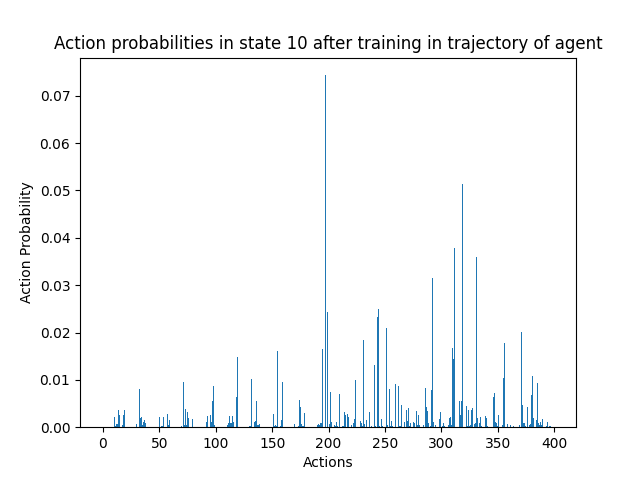 Action probabilities in state 10 after training in trajectory of agent
0.07
0.06
0.05
0.04
0.03
0.02
0.01
0.00
Action Probability
0 50 100 150 200 250 300 350 400
Actions